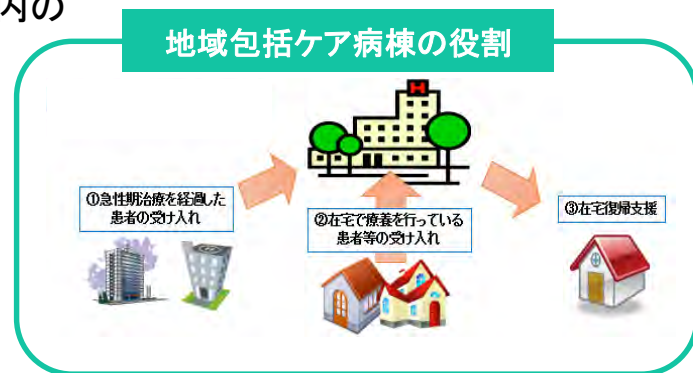 内の
地域包括ケア病棟の役割
H
①急性期治療を経過した
患者の受け入れ
②在宅で療養を行っている
患者等の受け入れ
③在宅復帰支援